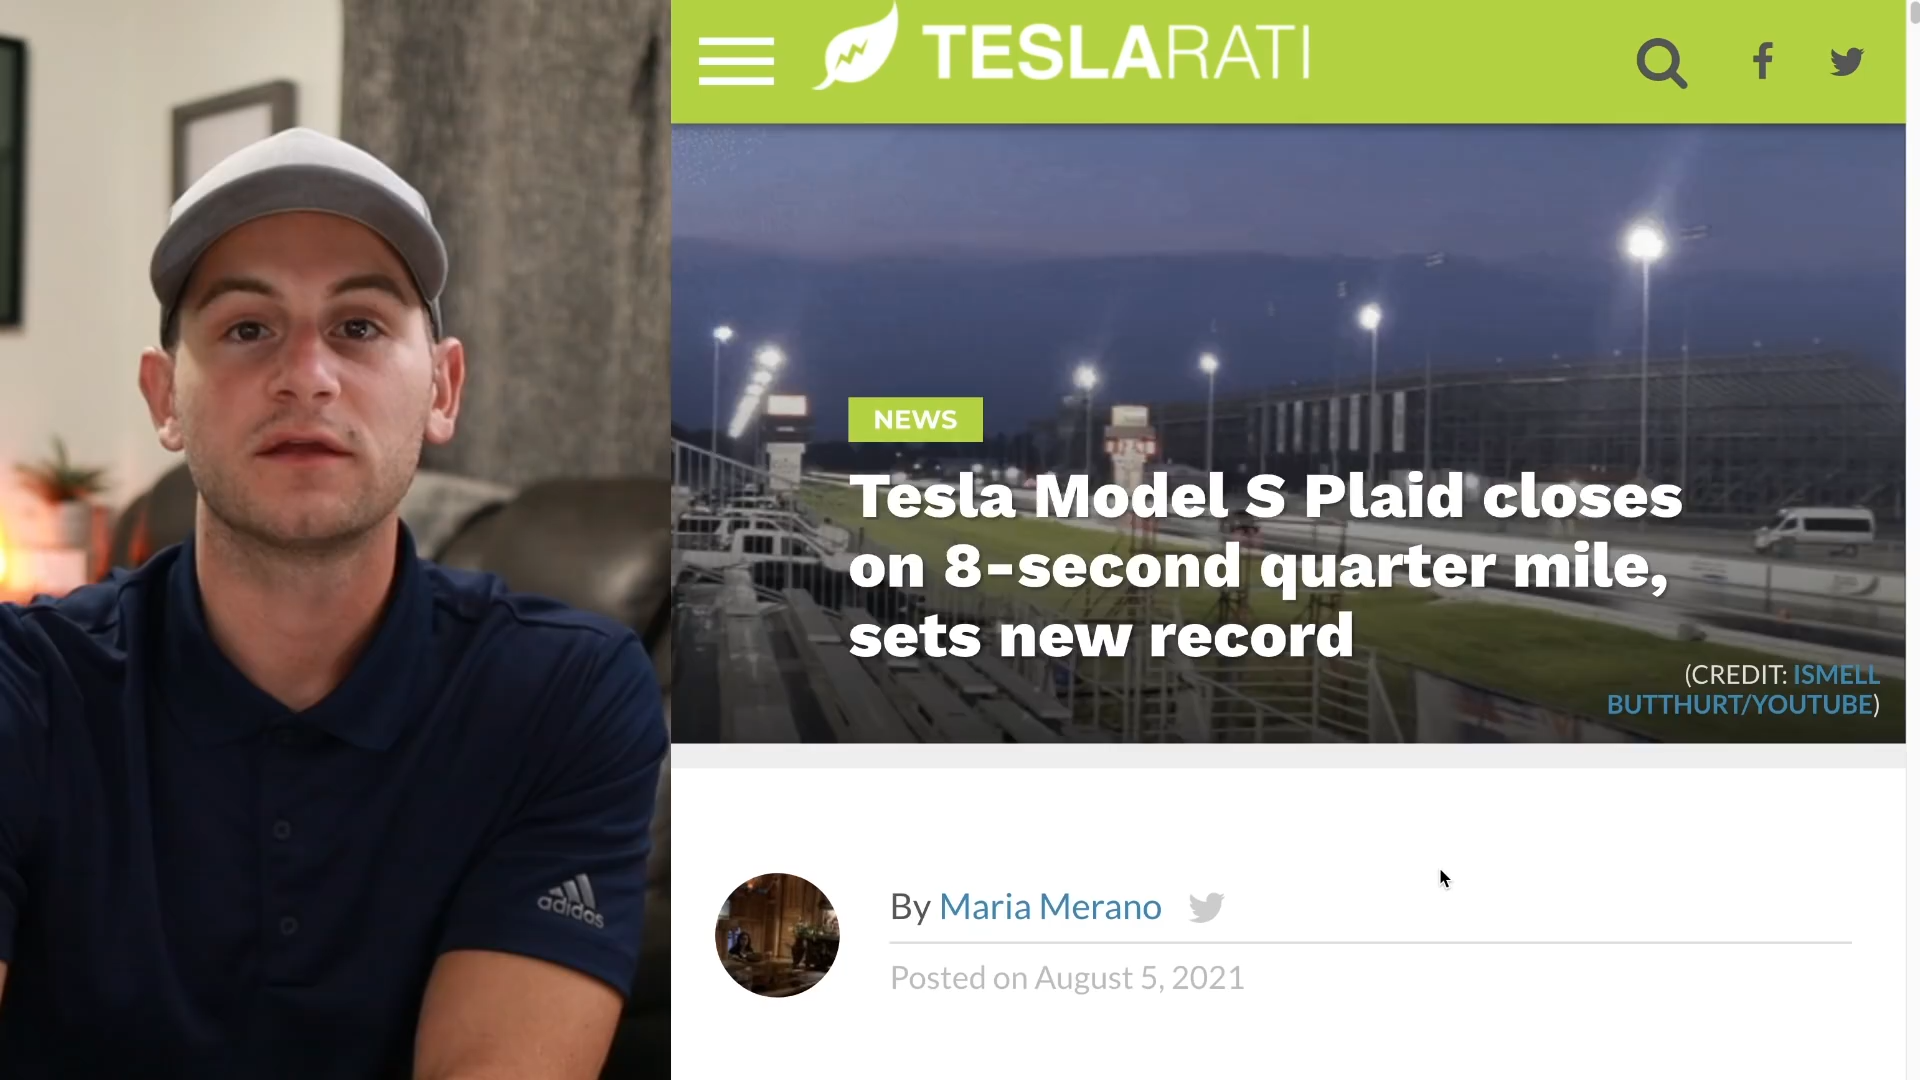 TESLARATI
NEWS
Tesla Model S Plaid closes
on 8-second quarter mile,
sets new record
(CREDIT: ISMELL
BUTTHURT/YOUTUBE)
By Maria Merano
Posted on August 5, 2021
adidas